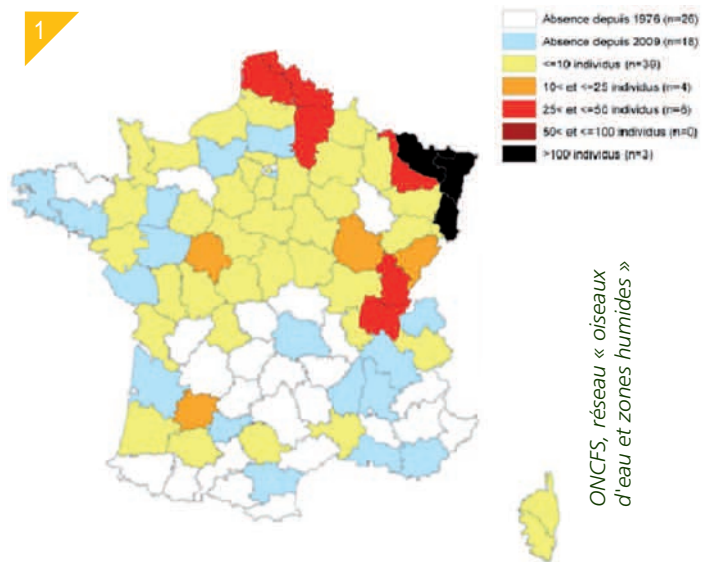 1
Absence depuis 1976 (n=26)
Absence depuis 2009 (n=18)
<=10 individus (n=39)
10< et <=25 individus (n=4)
25< et <=50 individus (n=6)
50< et <=100 individus (n=0)
>100 individus (n=3)
ONCFS, réseau « oiseaux
d'eau et zones humides »